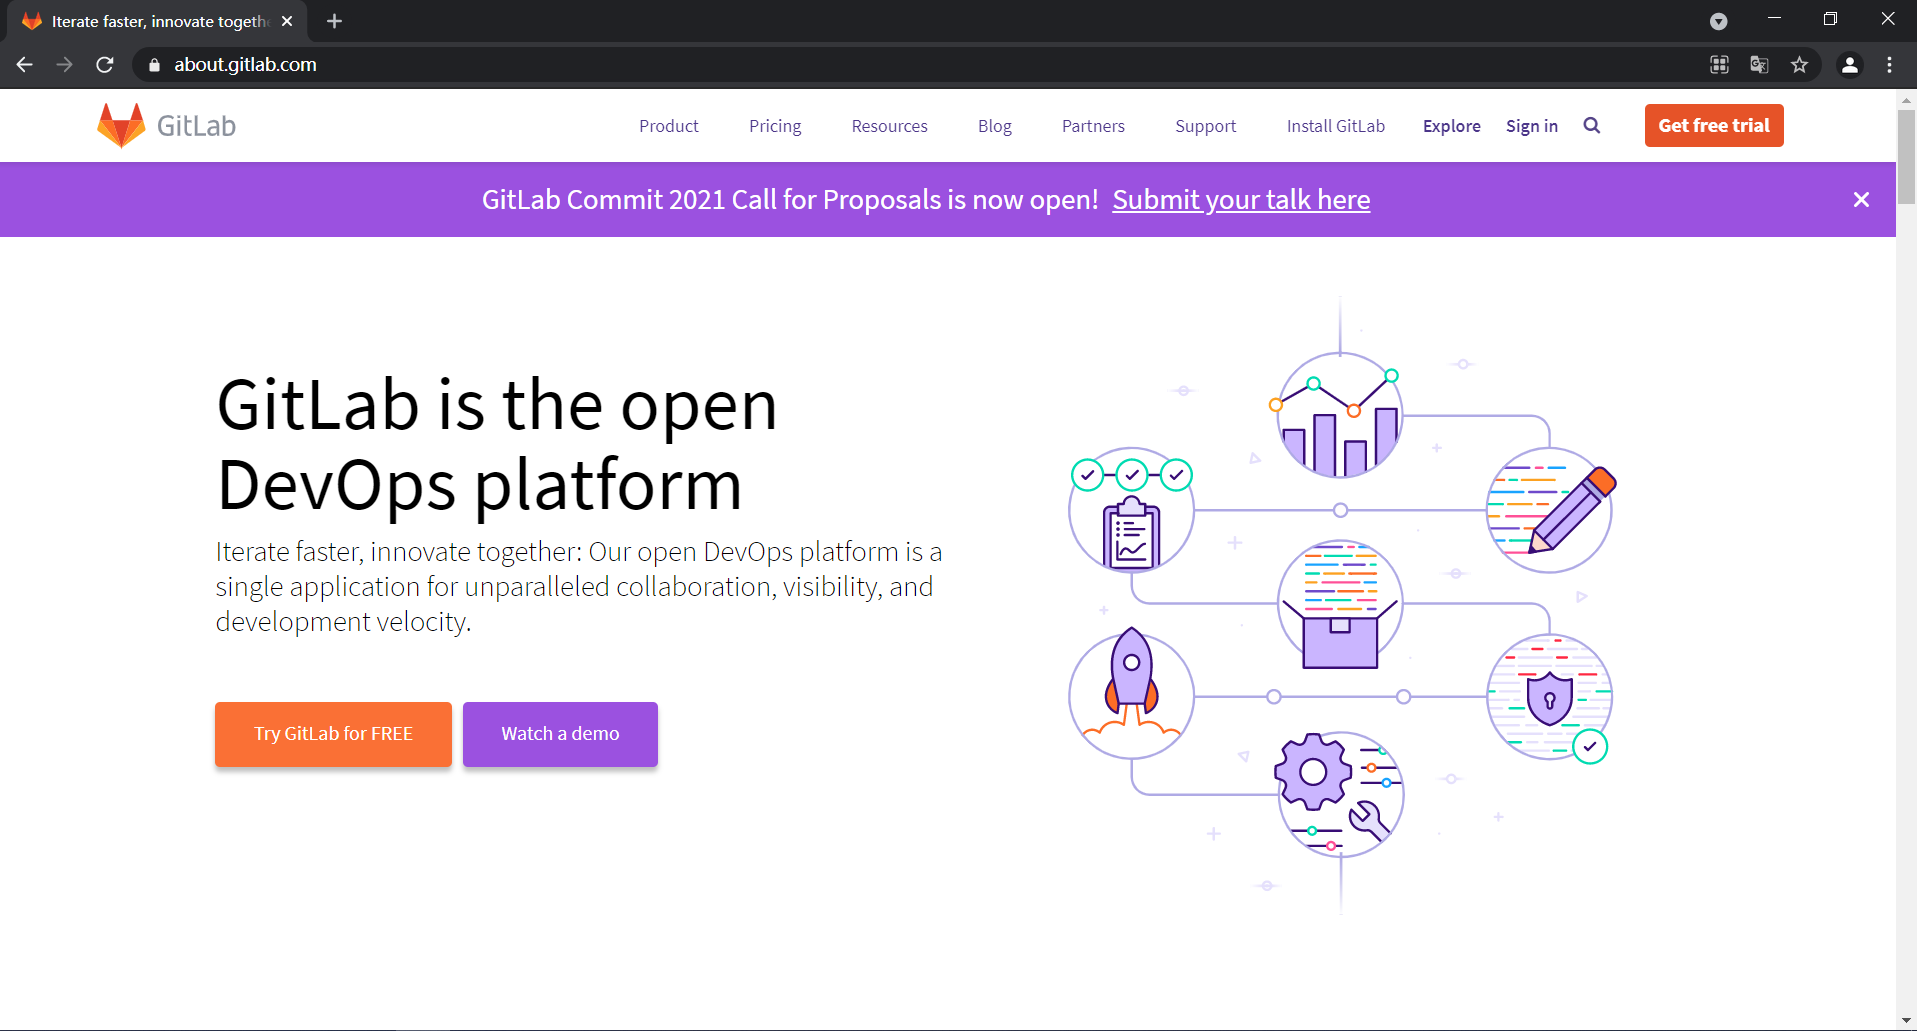 Iterate faster, innovate togeth
about.gitlab.com
GitLab
Product Pricing Resources Blog Partners Support Install GitLab Explore Sign in Get free trial
GitLab Commit 2021 Call for Proposals is now open! Submit your talk here
GitLab is the open
DevOps platform
Iterate faster, innovate together: Our open DevOps platform is a
single application for unparalleled collaboration, visibility, and
development velocity.
Try GitLab for FREE
Watch a demo